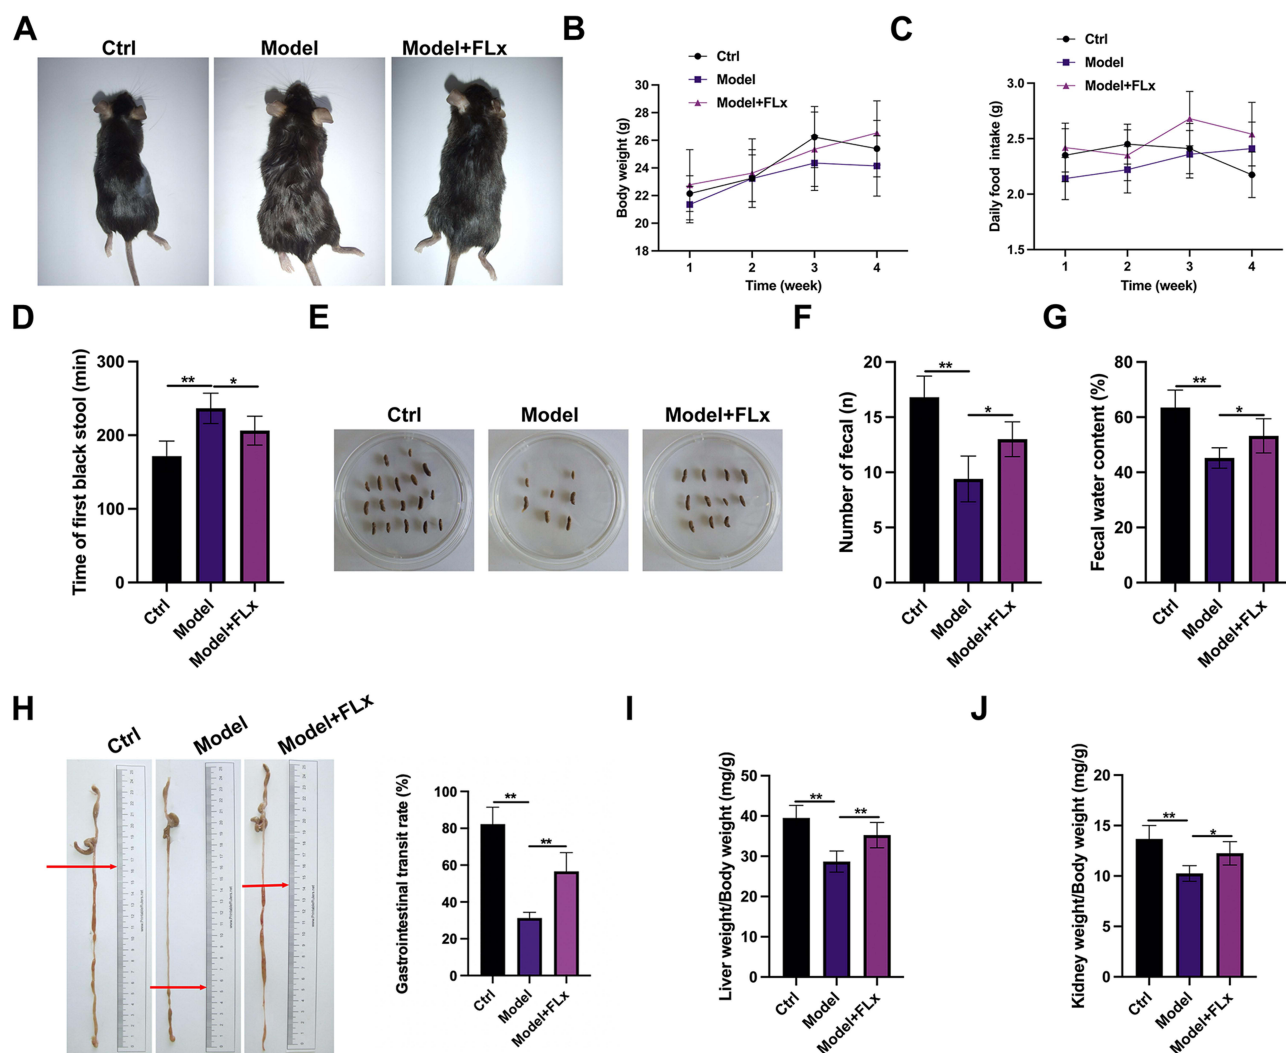 A
Ctrl
Model
Model+FLx
B
Ctrl
Model
Model+FLx
Body weight (g)
30
28
26
24
22
20
18
1
2
3
4
Time (week)
C
Ctrl
Model
Model+FLx
Daily food intake (g)
3.0
2.5
2.0
1.5
1
2
3
4
Time (week)
D
Time of first black stool (min)
300
200
100
0
**
*
Ctrl
Model
Model+FLx
E
Ctrl
Model
Model+FLx
F
Number of fecal (n)
20
15
10
5
0
**
*
Ctrl
Model
Model+FLx
G
Fecal water content (%)
80
60
40
20
0
**
*
Ctrl
Model
Model+FLx
H
Ctrl
Model
Model+FLx
Gastrointestinal transit rate (%)
100
80
60
40
20
0
**
**
Ctrl
Model
Model+FLx
I
Liver weight/Body weight (mg/g)
50
40
30
20
10
0
**
**
Ctrl
Model
Model+FLx
J
Kidney weight/Body weight (mg/g)
20
15
10
5
0
**
*
Ctrl
Model
Model+FLx